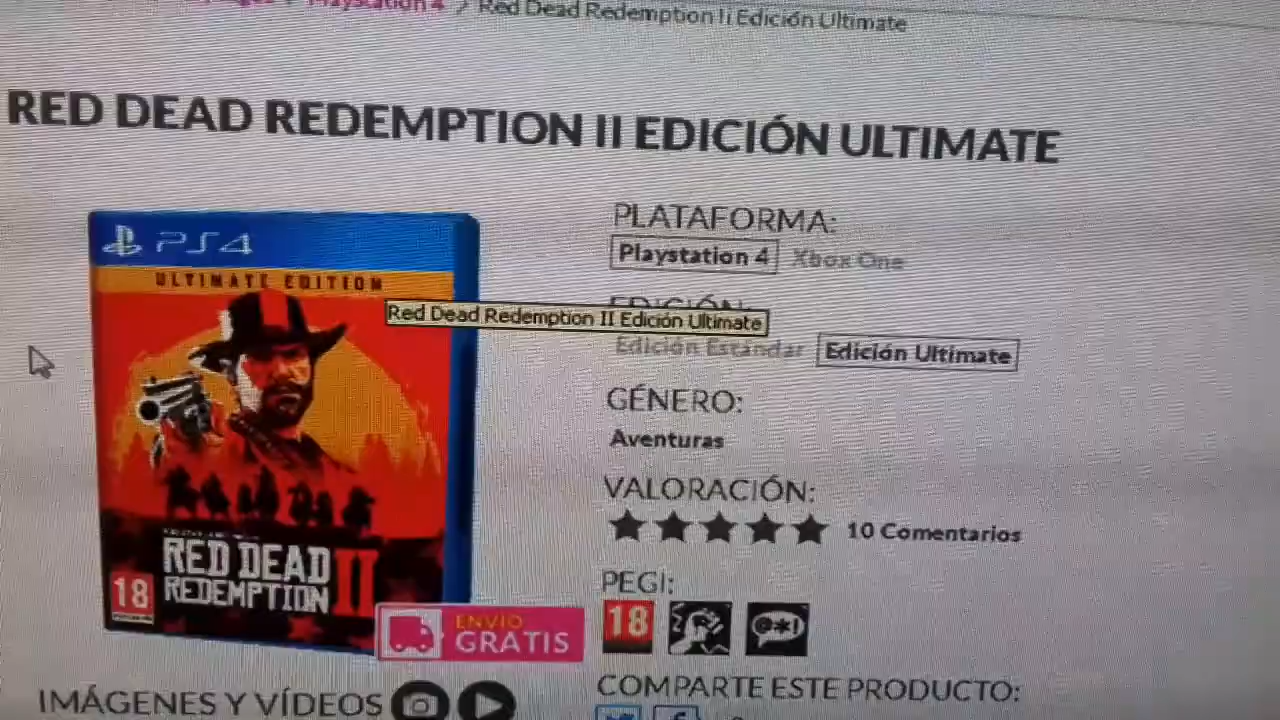 Playstation 4 > Red Dead Redemption Ii Edición Ultimate
RED DEAD REDEMPTION II EDICIÓN ULTIMATE
PS4
ULTIMATE EDITION
RED DEAD
REDEMPTION II
18
ENVÍO
GRATIS
IMÁGENES Y VÍDEOS
PLATAFORMA:
Playstation 4 Xbox One
EDICIÓN:
Red Dead Redemption II Edición Ultimate
Edición Estándar Edición Ultimate
GÉNERO:
Aventuras
VALORACIÓN:
10 Comentarios
PEGI:
18
@*!
COMPARTE ESTE PRODUCTO: